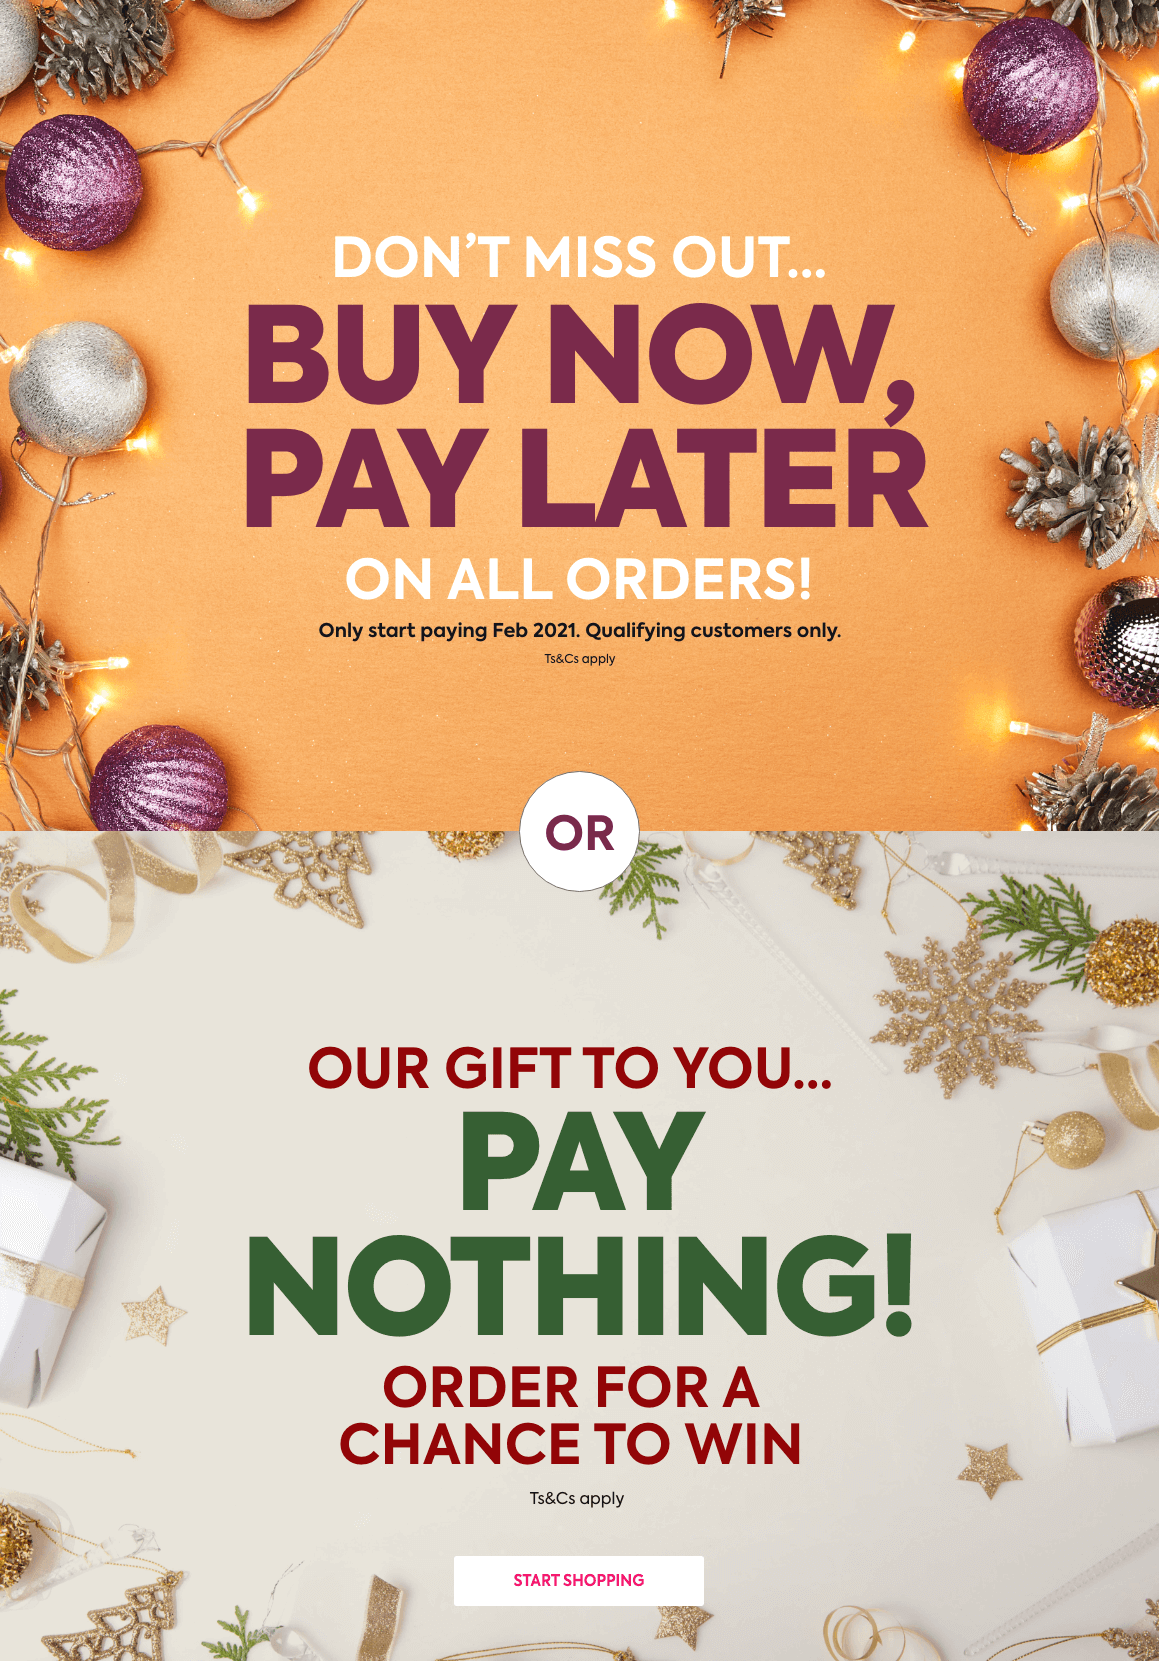 DON’T MISS OUT...
BUY NOW,
PAY LATER
ON ALL ORDERS!
Only start paying Feb 2021. Qualifying customers only.
Ts&Cs apply
OR
OUR GIFT TO YOU...
PAY
NOTHING!
ORDER FOR A
CHANCE TO WIN
Ts&Cs apply
START SHOPPING